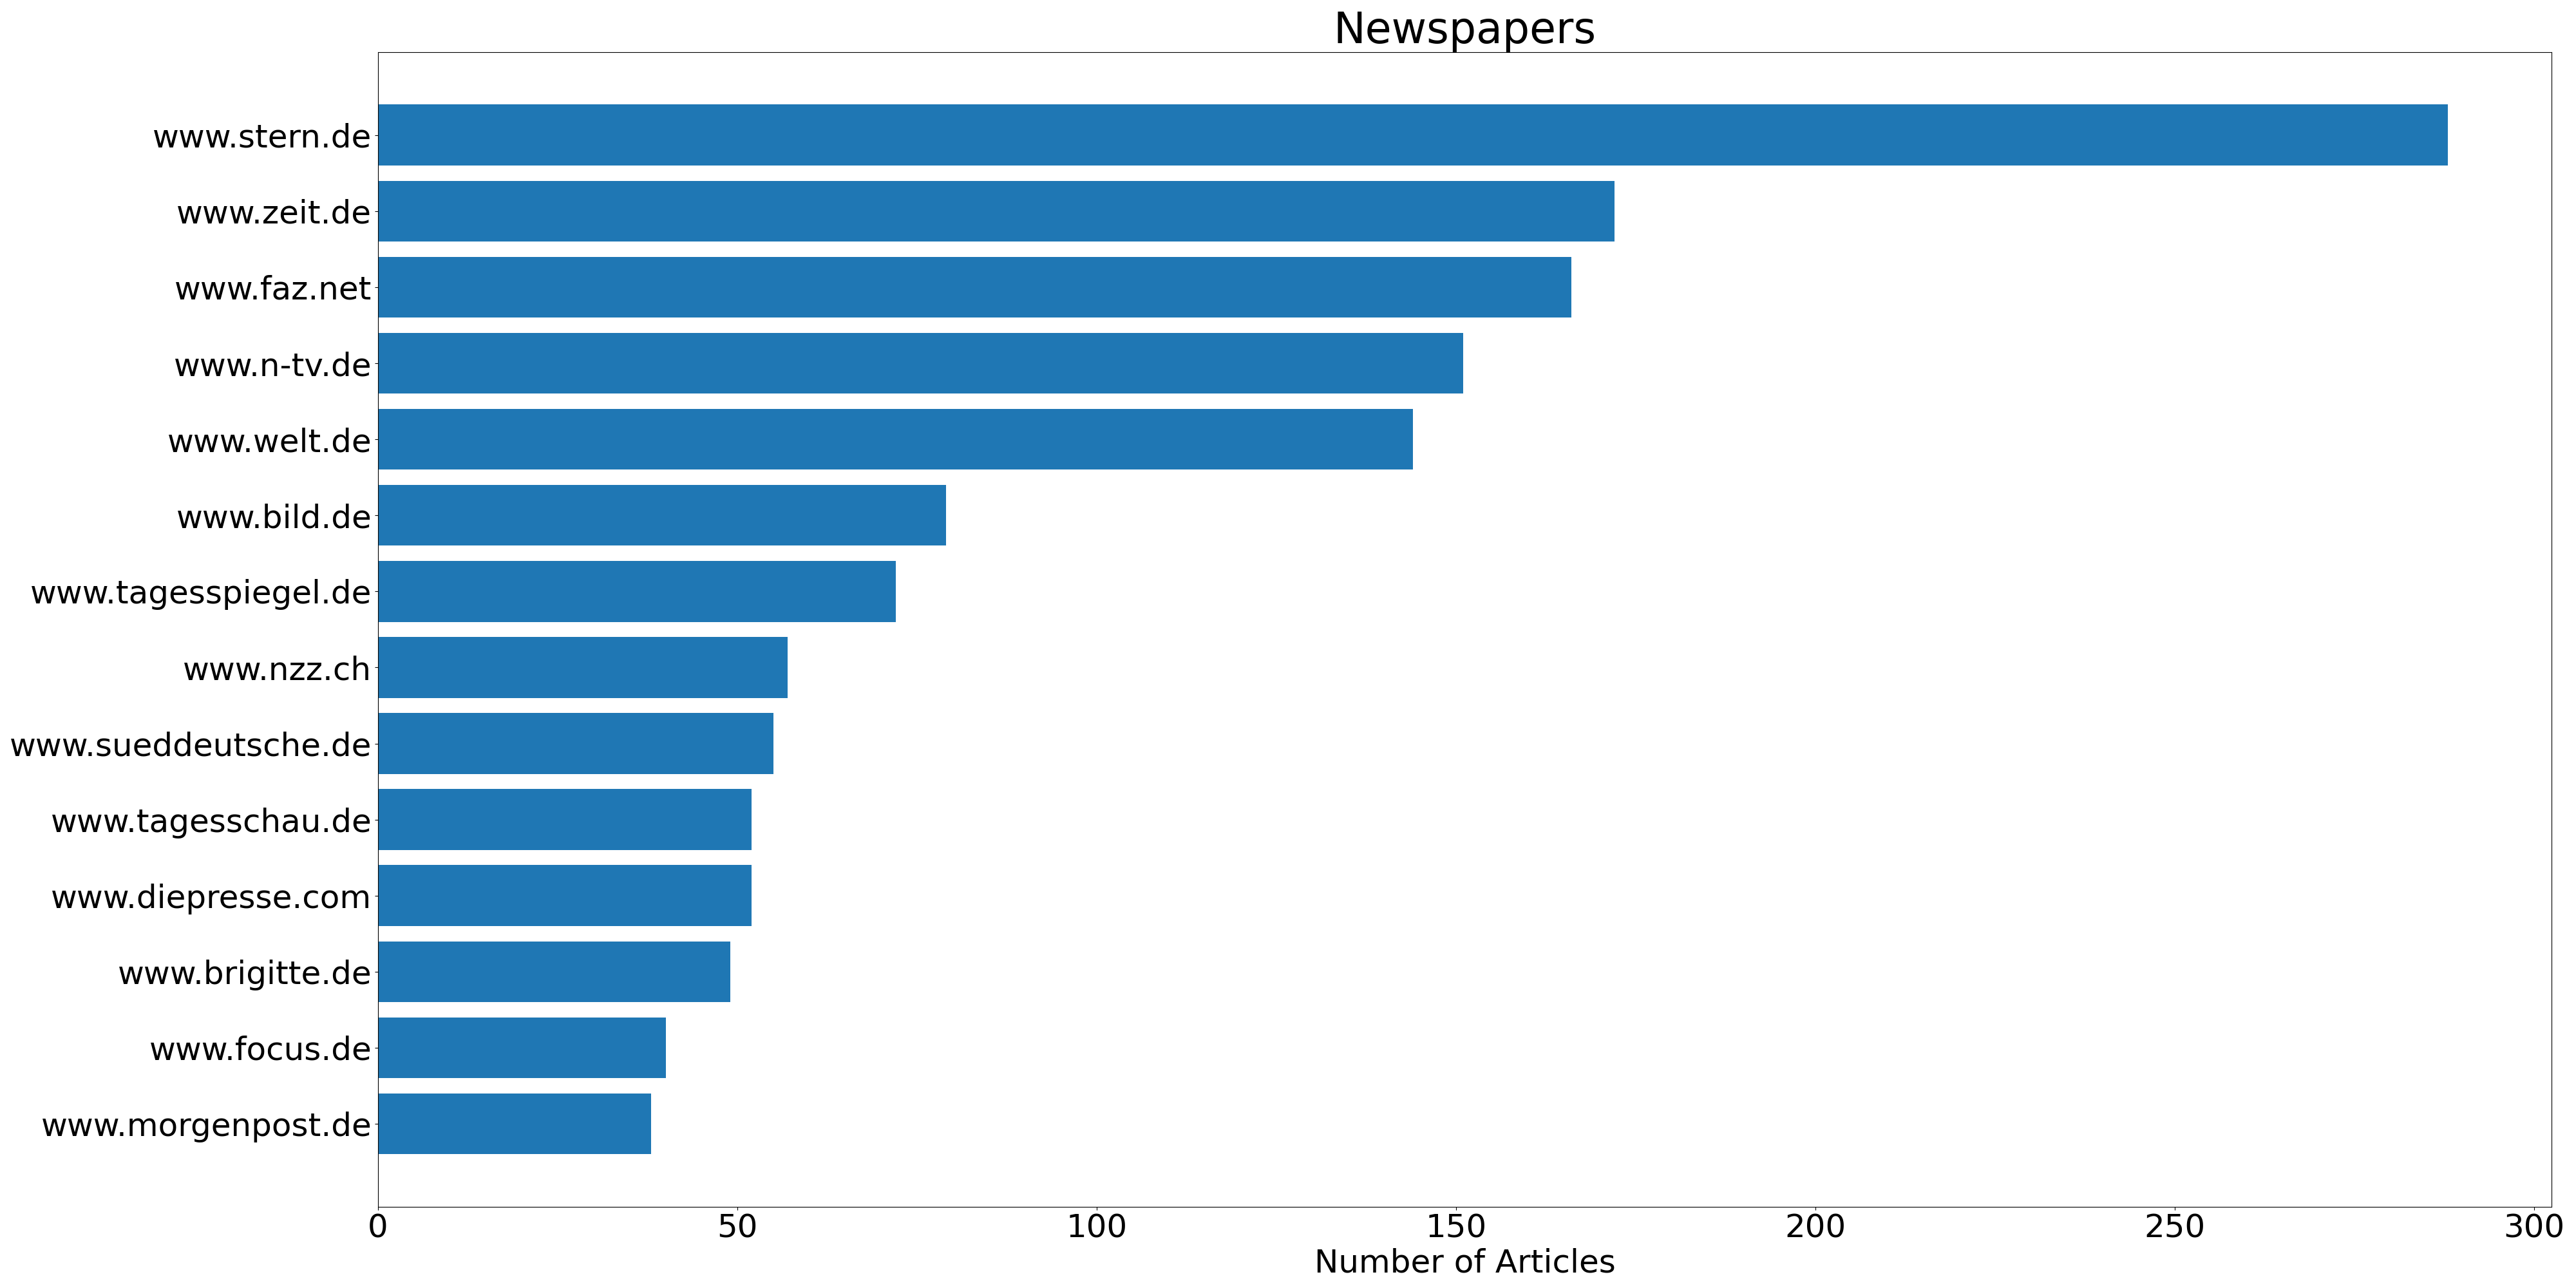 Newspapers
www.stern.de
www.zeit.de
www.faz.net
www.n-tv.de
www.welt.de
www.bild.de
www.tagesspiegel.de
www.nzz.ch
www.sueddeutsche.de
www.tagesschau.de
www.diepresse.com
www.brigitte.de
www.focus.de
www.morgenpost.de
0 50 100 150 200 250 300
Number of Articles